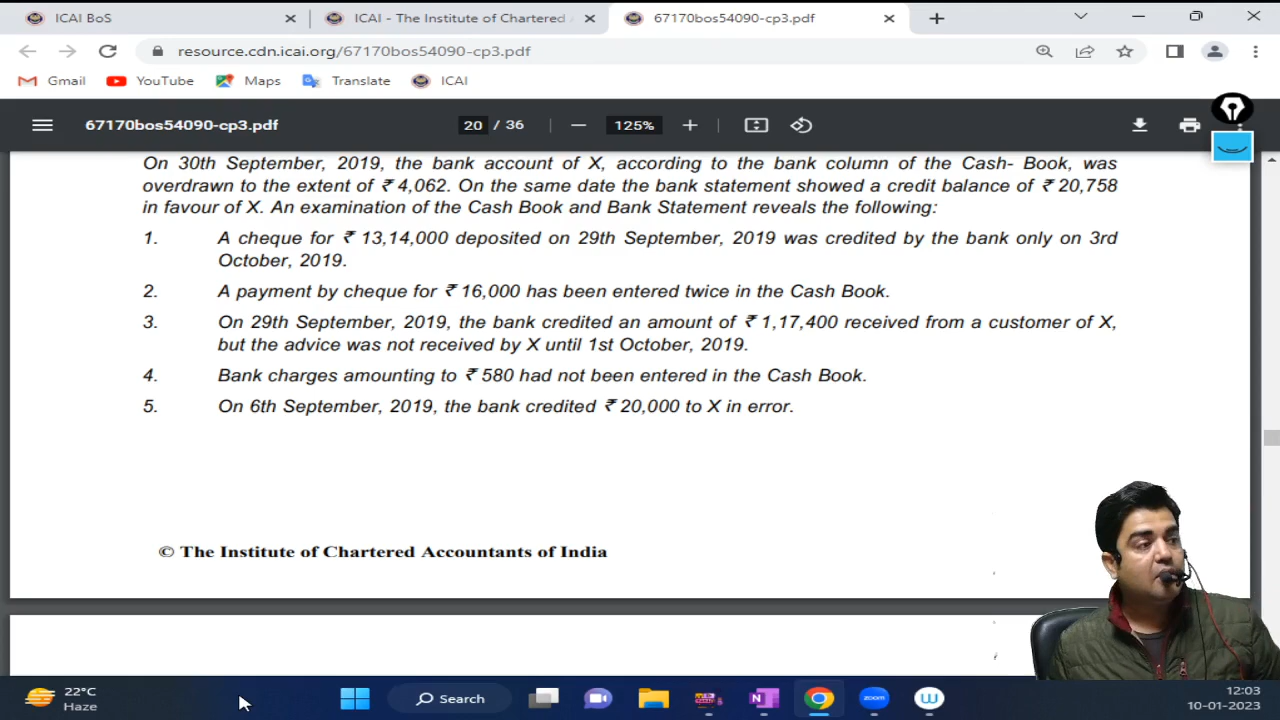 ICAI BoS
ICAI - The Institute of Chartered
67170bos54090-cp3.pdf
resource.cdn.icai.org/67170bos54090-cp3.pdf
Gmail YouTube Maps Translate ICAI
67170bos54090-cp3.pdf 20 / 36 125%
On 30th September, 2019, the bank account of X, according to the bank column of the Cash- Book, was
overdrawn to the extent of ₹ 4,062. On the same date the bank statement showed a credit balance of ₹ 20,758
in favour of X. An examination of the Cash Book and Bank Statement reveals the following:
1. A cheque for ₹ 13,14,000 deposited on 29th September, 2019 was credited by the bank only on 3rd
October, 2019.
2. A payment by cheque for ₹ 16,000 has been entered twice in the Cash Book.
3. On 29th September, 2019, the bank credited an amount of ₹ 1,17,400 received from a customer of X,
but the advice was not received by X until 1st October, 2019.
4. Bank charges amounting to ₹ 580 had not been entered in the Cash Book.
5. On 6th September, 2019, the bank credited ₹ 20,000 to X in error.
© The Institute of Chartered Accountants of India
22°C
Haze
Search
zoom
W
12:03
10-01-2023